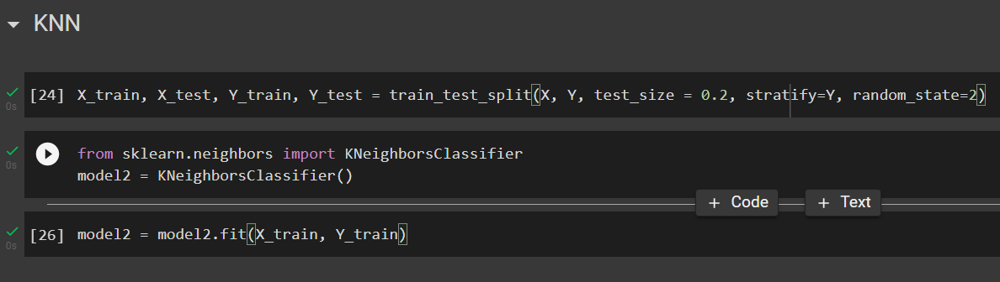 KNN
[24] X_train, X_test, Y_train, Y_test = train_test_split(X, Y, test_size = 0.2, stratify=Y, random_state=2)
0s
from sklearn.neighbors import KNeighborsClassifier
0s
model2 = KNeighborsClassifier()
+ Code + Text
[26] model2 = model2.fit(X_train, Y_train)
0s